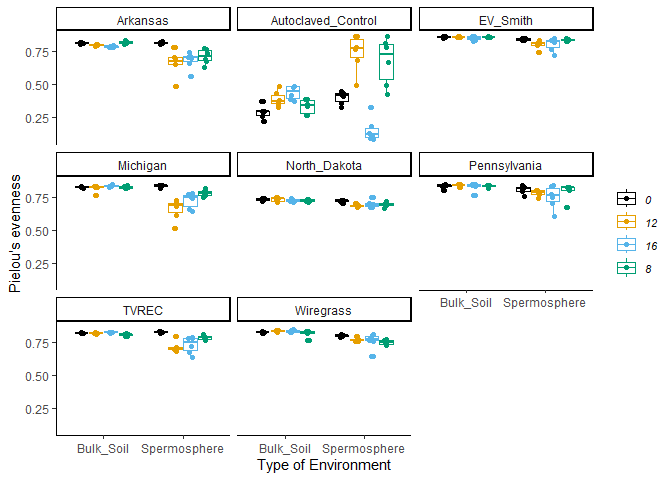 Arkansas
Autoclaved_Control
EV_Smith
0.75
0.50
0.25
Michigan
North_Dakota
Pennsylvania
0.75
0.50
0.25
TVREC
Wiregrass
0.75
0.50
0.25
Bulk_Soil
Spermosphere
Bulk_Soil
Spermosphere
Bulk_Soil
Spermosphere
Type of Environment
Pielou's evenness
0
12
16
8